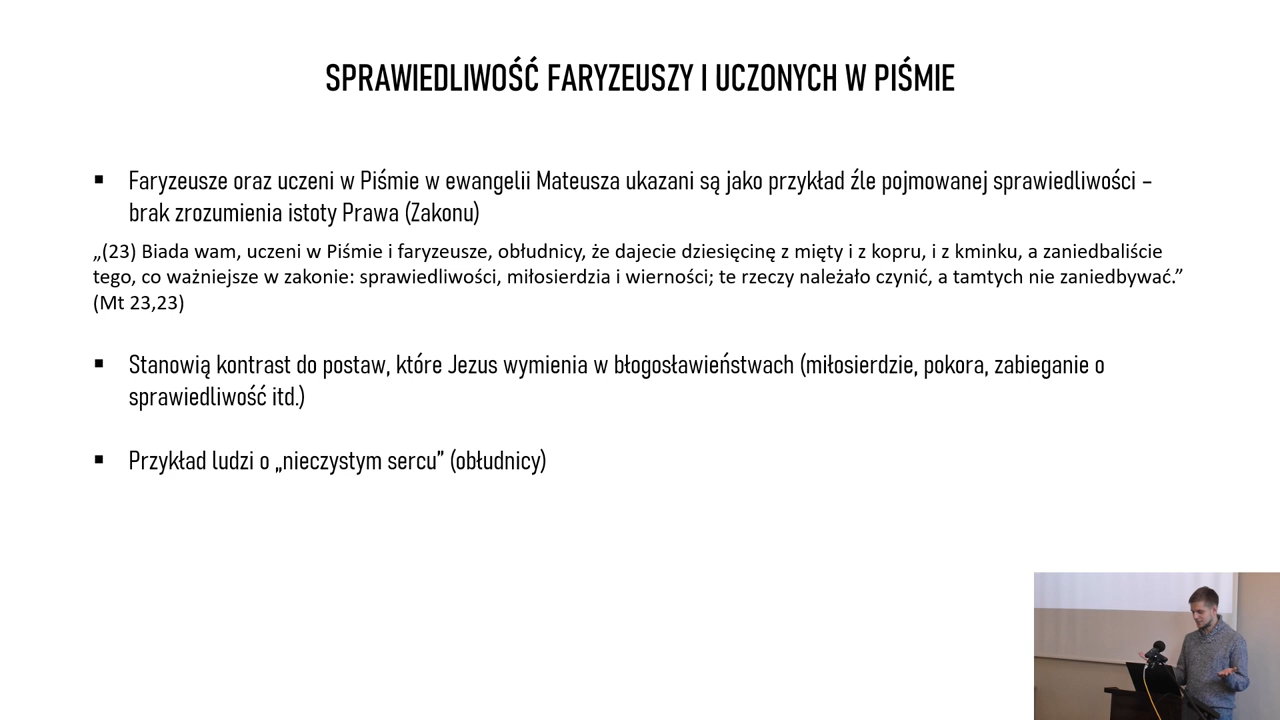 SPRAWIEDLIWOŚĆ FARYZEUSZY I UCZONYCH W PIŚMIE
▪ Faryzeusze oraz uczeni w Piśmie w ewangelii Mateusza ukazani są jako przykład źle pojmowanej sprawiedliwości –
brak zrozumienia istoty Prawa (Zakonu)
„(23) Biada wam, uczeni w Piśmie i faryzeusze, obłudnicy, że dajecie dziesięcinę z mięty i z kopru, i z kminku, a zaniedbaliście
tego, co ważniejsze w zakonie: sprawiedliwości, miłosierdzia i wierności; te rzeczy należało czynić, a tamtych nie zaniedbywać.”
(Mt 23,23)
▪ Stanowią kontrast do postaw, które Jezus wymienia w błogosławieństwach (miłosierdzie, pokora, zabieganie o
sprawiedliwość itd.)
▪ Przykład ludzi o „nieczystym sercu” (obłudnicy)